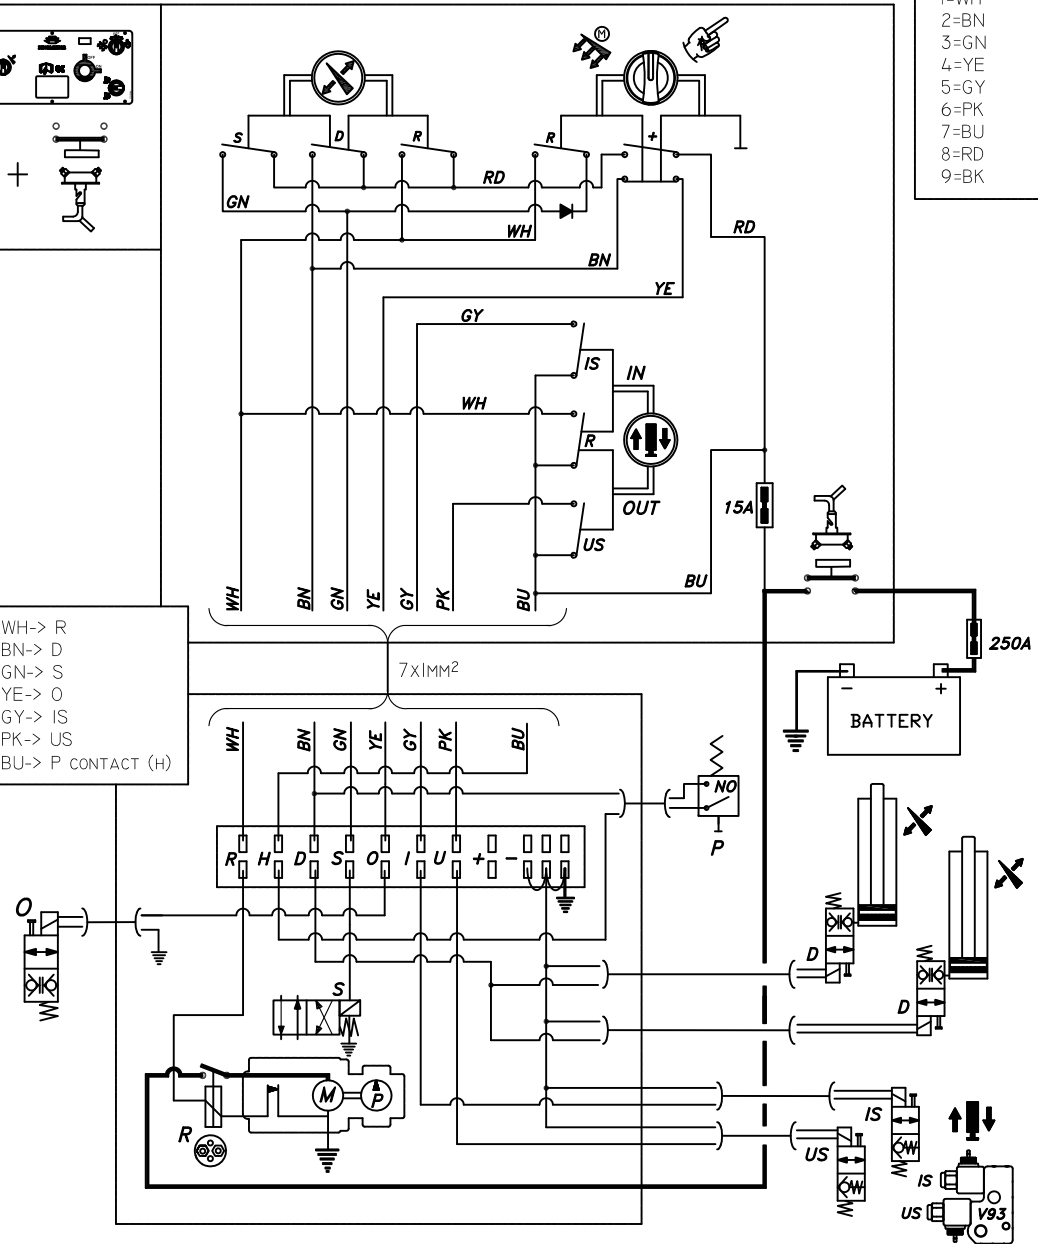 1=WH
2=BN
3=GN
4=YE
5=GY
6=PK
7=BU
8=RD
9=BK
M
S
D
R
R
+
RD
GN
WH
RD
BN
YE
GY
IS
IN
WH
R
OUT
15A
US
BU
WH
BN
GN
YE
GY
PK
BU
250A
- +
BATTERY
WH-> R
BN-> D
GN-> S
YE-> O
GY-> IS
PK-> US
BU-> P CONTACT (H)
7X1MM²
WH
BN
GN
YE
GY
PK
BU
NO
P
R H D S O I U + -
O
S
D
D
M
P
R
IS
US
IS
US
V93